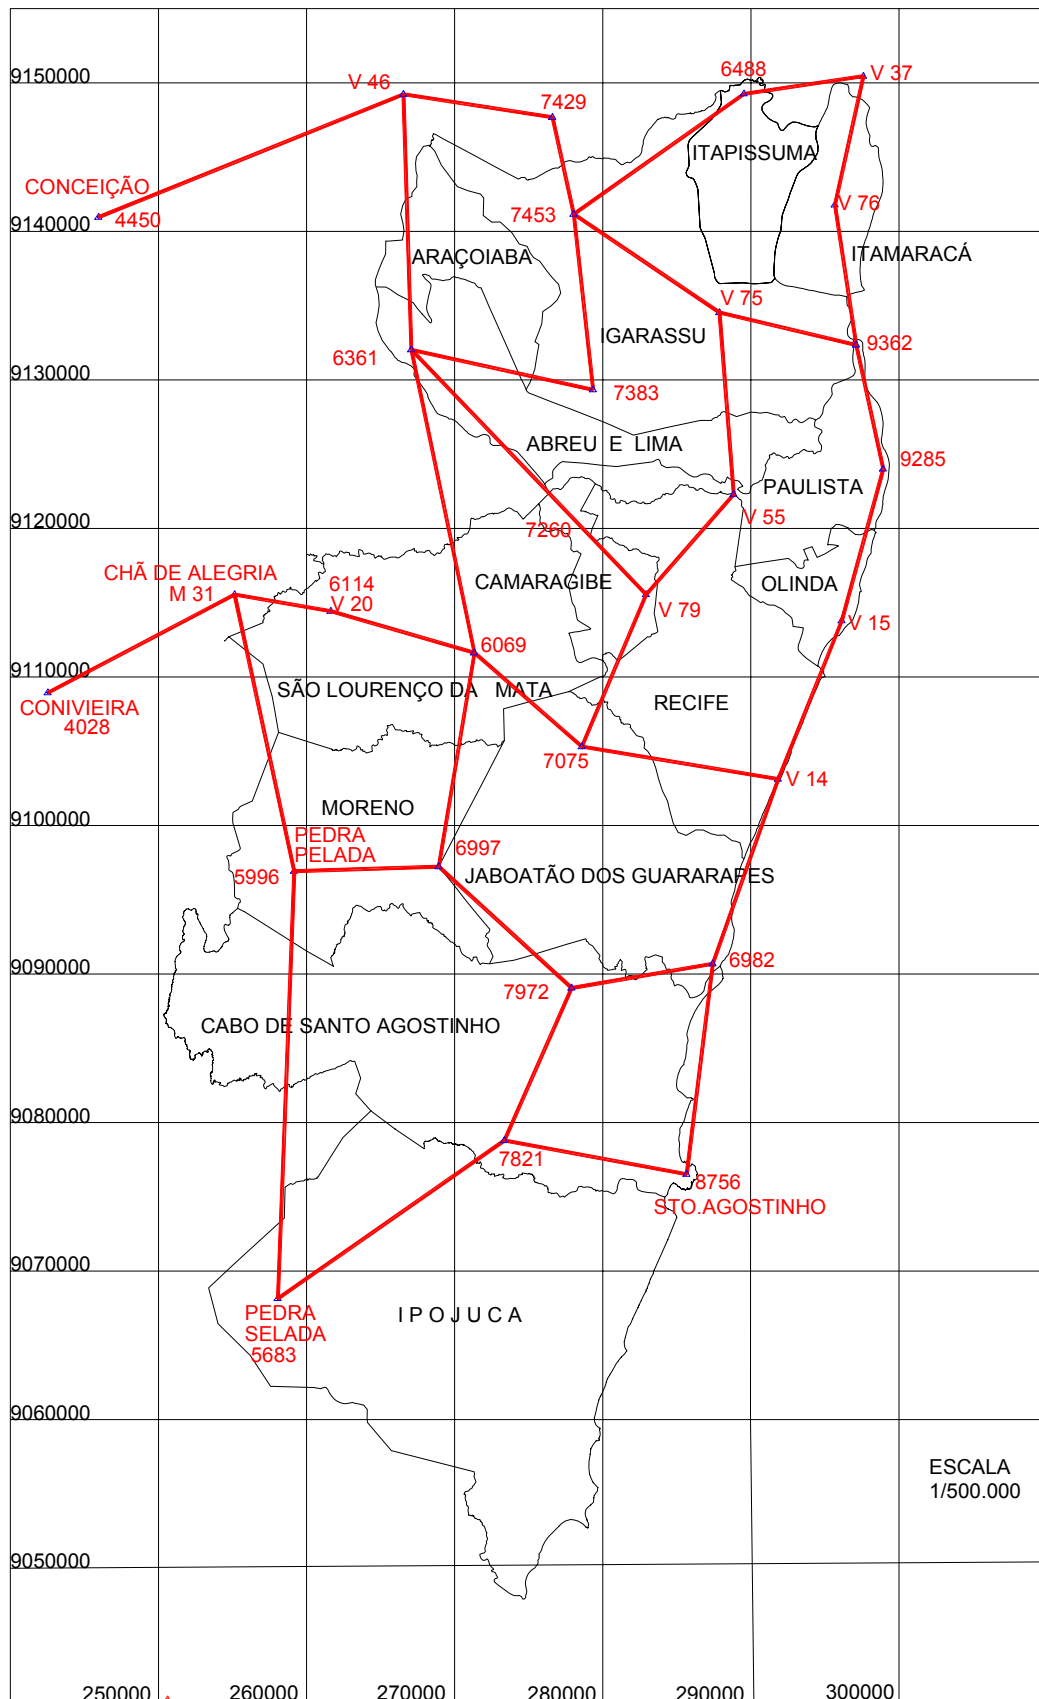 9150000
V 46
6488
V 37
7429
ITAPISSUMA
CONCEIÇÃO
4450
7453
V 76
9140000
ARAÇOIABA
ITAMARACÁ
V 75
IGARASSU
6361
9362
9130000
7383
ABREU E LIMA
9285
PAULISTA
9120000
7260
V 55
CHÃ DE ALEGRIA
M 31
6114
V 20
CAMARAGIBE
OLINDA
V 79
V 15
6069
9110000
SÃO LOURENÇO DA MATA
RECIFE
CONIVIEIRA
4028
7075
V 14
MORENO
9100000
PEDRA
PELADA
6997
5996
JABOATÃO DOS GUARARAPES
9090000
6982
7972
CABO DE SANTO AGOSTINHO
9080000
7821
8756
STO.AGOSTINHO
9070000
PEDRA
SELADA
5683
I P O J U C A
9060000
ESCALA
1/500.000
9050000
250000
260000
270000
280000
290000
300000